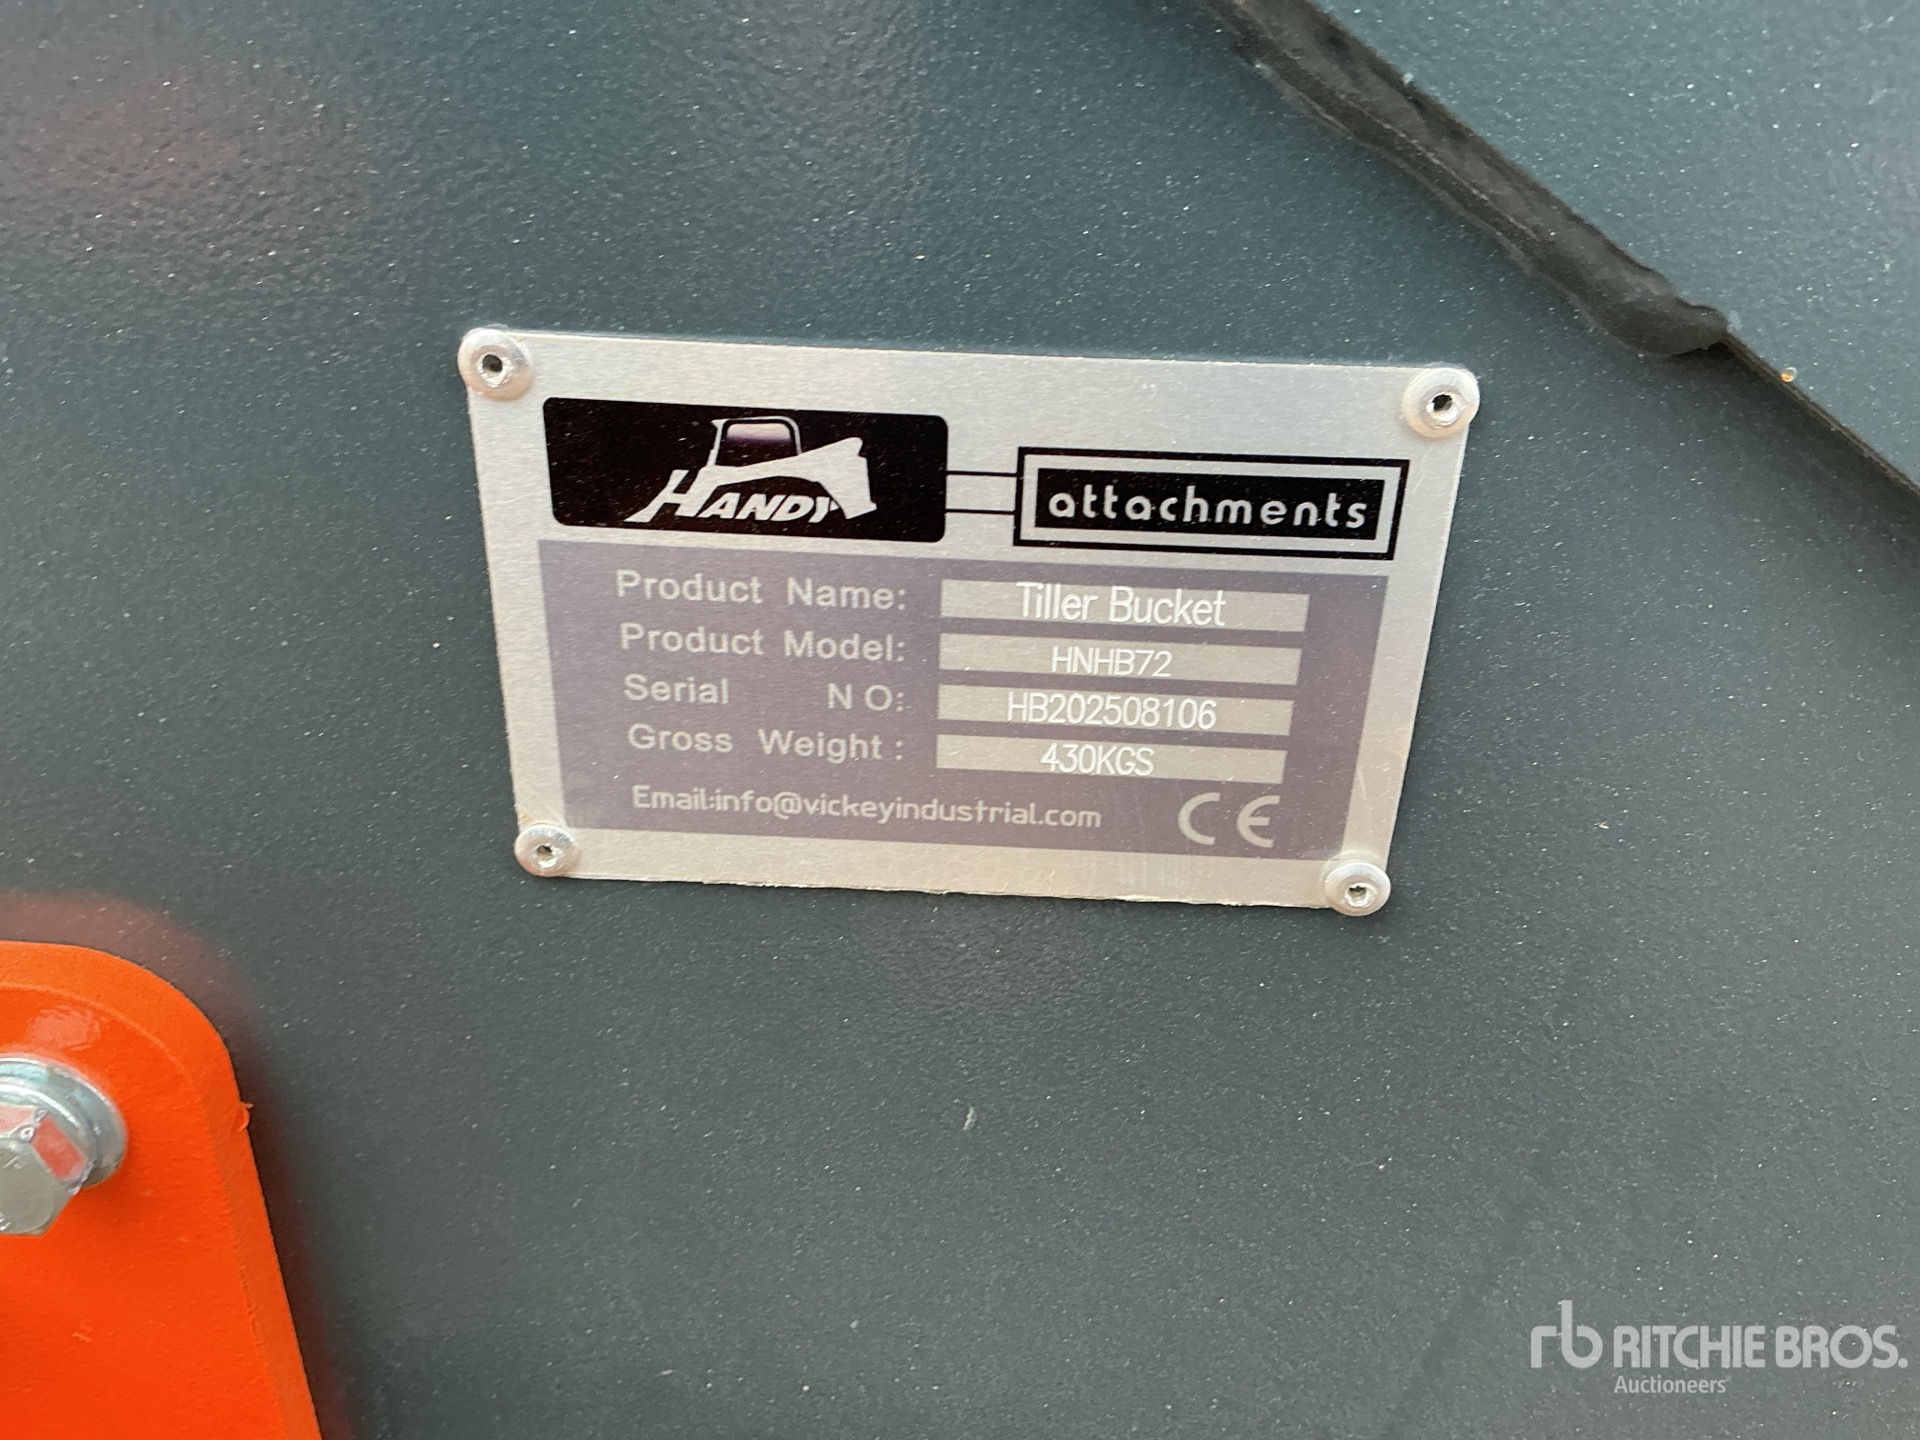 HANDY
attachments
Product Name: Tiller Bucket
Product Model: HNHB72
Serial NO: HB202508106
Gross Weight: 430KGS
Email:info@vickeyindustrial.com CE
rb RITCHIE BROS.
Auctioneers